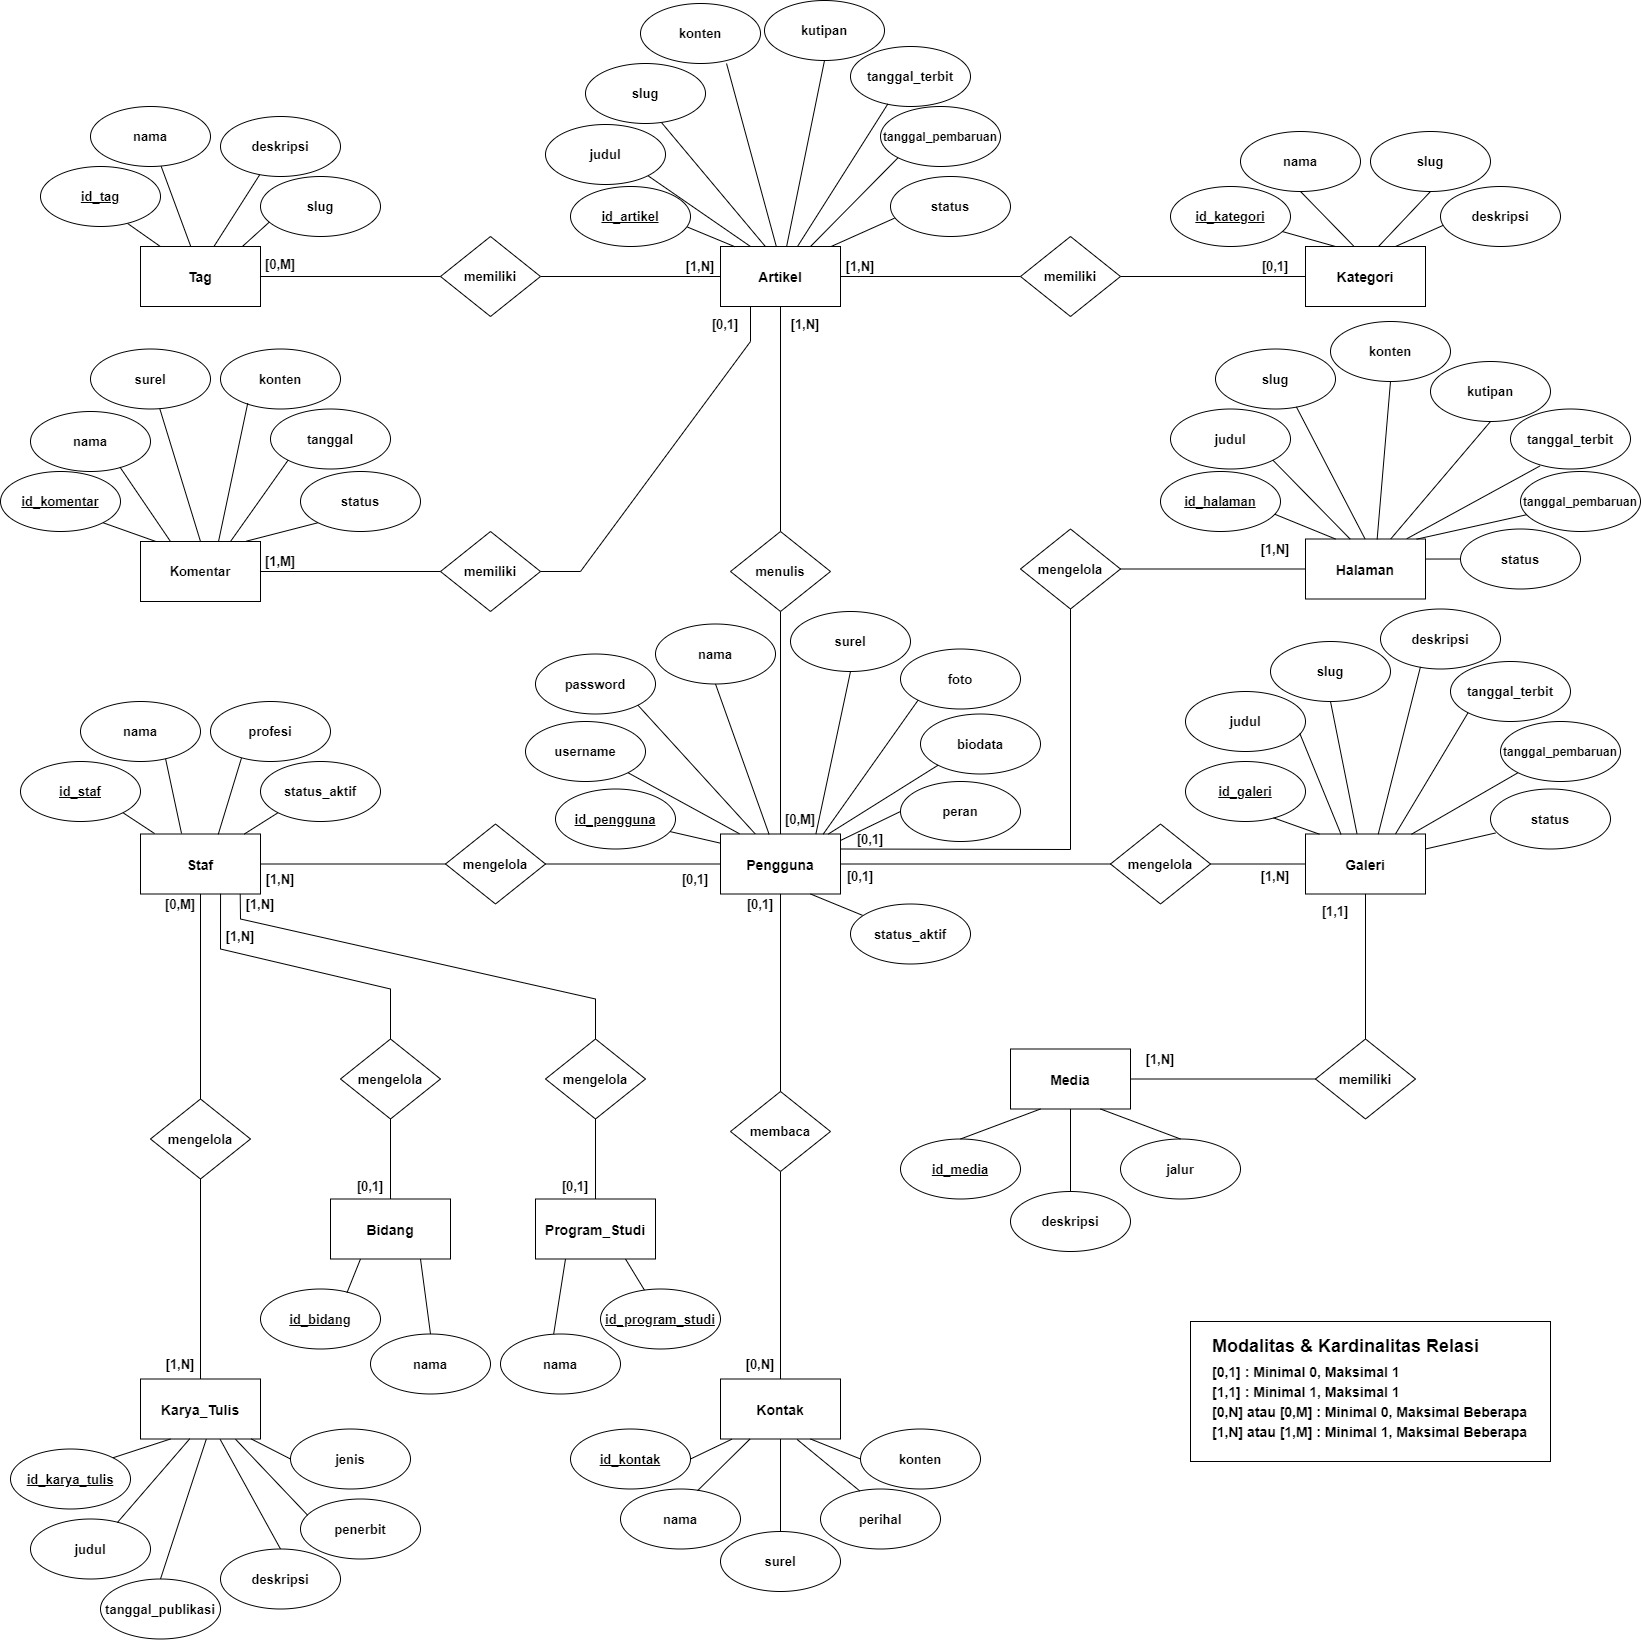 konten
kutipan
slug
tanggal_terbit
judul
tanggal_pembaruan
id_artikel
status
nama
deskripsi
id_tag
slug
nama
slug
id_kategori
deskripsi
Tag
[0,M]
memiliki
[1,N]
Artikel
[1,N]
memiliki
[0,1]
Kategori
[0,1]
[1,N]
surel
konten
nama
tanggal
id_komentar
status
Komentar
[1,M]
memiliki
menulis
konten
slug
kutipan
judul
tanggal_terbit
id_halaman
tanggal_pembaruan
status
mengelola
[1,N]
Halaman
nama
surel
password
foto
username
biodata
id_pengguna
peran
[0,M]
[0,1]
nama
profesi
id_staf
status_aktif
deskripsi
slug
tanggal_terbit
judul
tanggal_pembaruan
id_galeri
status
Staf
[1,N]
mengelola
[0,1]
Pengguna
[0,1]
mengelola
[1,N]
Galeri
[0,M]
[1,N]
[1,N]
[0,1]
status_aktif
[1,1]
mengelola
mengelola
mengelola
membaca
Media
[1,N]
memiliki
id_media
deskripsi
jalur
[0,1]
Bidang
[0,1]
Program_Studi
id_bidang
nama
nama
id_program_studi
[1,N]
Karya_Tulis
[0,N]
Kontak
id_karya_tulis
judul
tanggal_publikasi
deskripsi
penerbit
jenis
id_kontak
nama
surel
perihal
konten
Modalitas & Kardinalitas Relasi
[0,1] : Minimal 0, Maksimal 1
[1,1] : Minimal 1, Maksimal 1
[0,N] atau [0,M] : Minimal 0, Maksimal Beberapa
[1,N] atau [1,M] : Minimal 1, Maksimal Beberapa